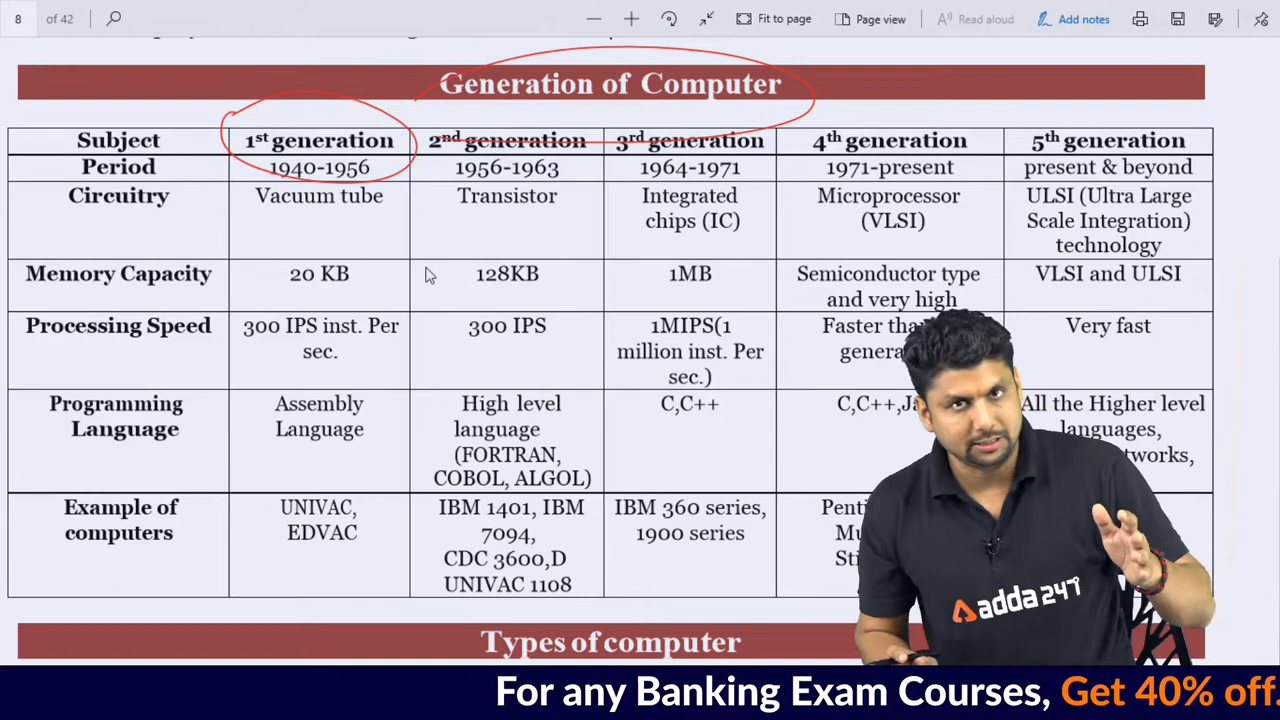 8 of 42
Fit to page
Page view
Read aloud
Add notes
Generation of Computer
Subject 1st generation 2nd generation 3rd generation 4th generation 5th generation
Period 1940-1956 1956-1963 1964-1971 1971-present present & beyond
Circuitry Vacuum tube Transistor Integrated Microprocessor ULSI (Ultra Large
chips (IC) (VLSI) Scale Integration)
technology
Memory Capacity 20 KB 128KB 1MB Semiconductor type VLSI and ULSI
and very high
Processing Speed 300 IPS inst. Per 300 IPS 1MIPS(1 Faster Very fast
sec. million inst. Per
sec.)
Programming Assembly High level C,C++ C,C++, All the Higher level
Language Language language languages,
(FORTRAN,
COBOL, ALGOL)
Example of UNIVAC, IBM 1401, IBM IBM 360 series,
computers EDVAC 7094, 1900 series
CDC 3600,D
UNIVAC 1108
adda 247
Types of computer
For any Banking Exam Courses, Get 40% off.